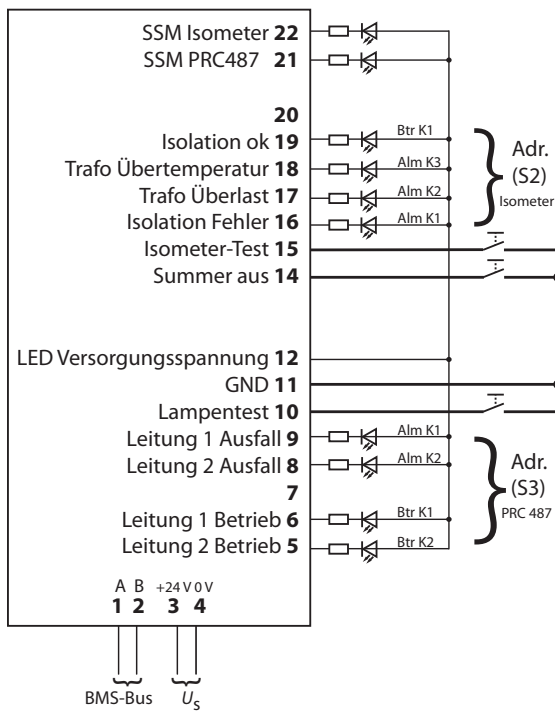 SSM Isometer 22
SSM PRC487 21
20
Isolation ok 19 Btr K1
Trafo Übertemperatur 18 Alm K3
Trafo Überlast 17 Alm K2
Isolation Fehler 16 Alm K1
Adr.
(S2)
Isometer
Isometer-Test 15
Summer aus 14
LED Versorgungsspannung 12
GND 11
Lampentest 10
Leitung 1 Ausfall 9 Alm K1
Leitung 2 Ausfall 8 Alm K2
7
Leitung 1 Betrieb 6 Btr K1
Leitung 2 Betrieb 5 Btr K2
Adr.
(S3)
PRC 487
A B +24 V 0 V
1 2 3 4
BMS-Bus US